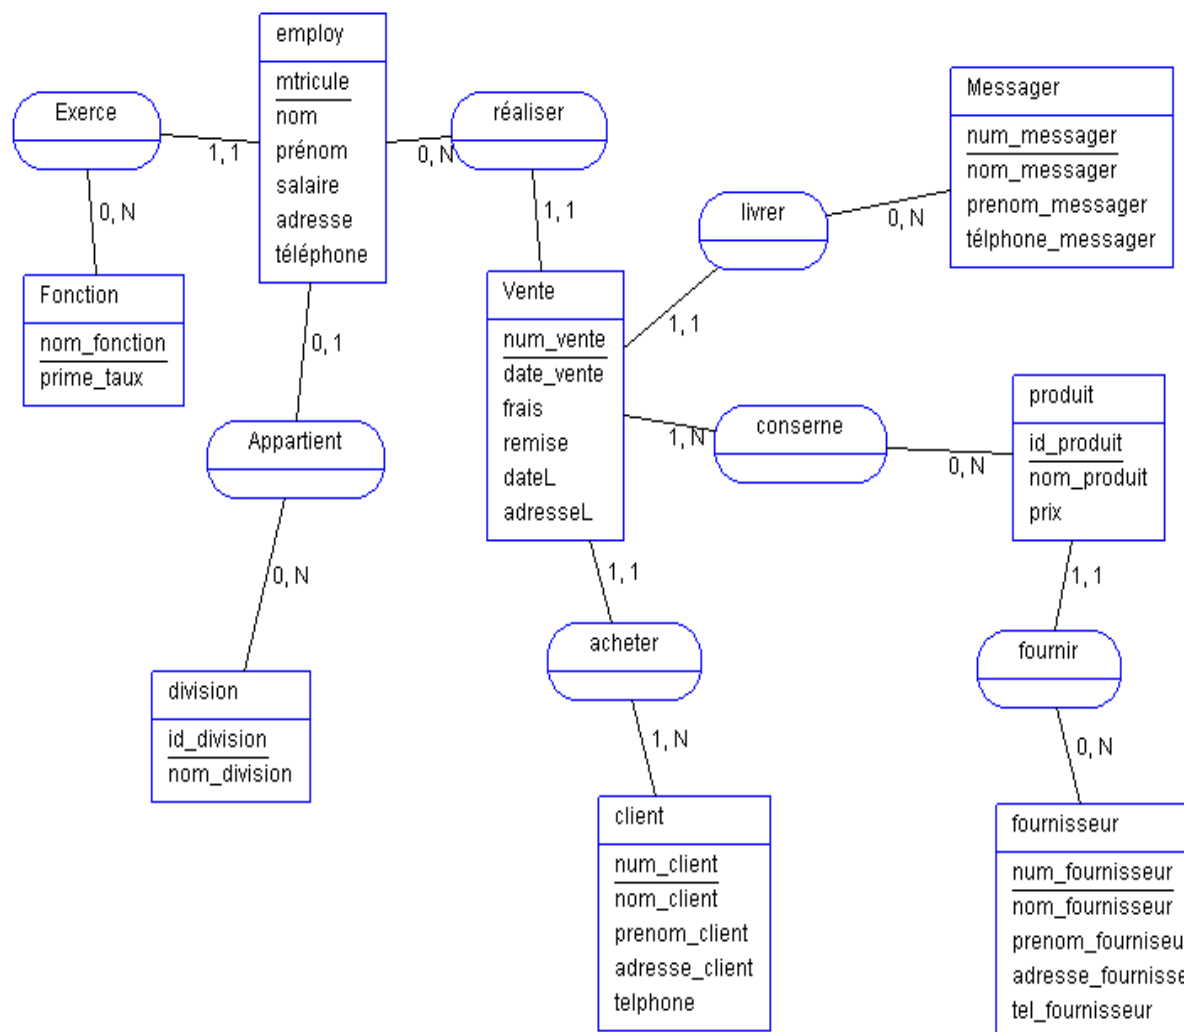 employ
mtricule
nom
prénom
salaire
adresse
téléphone
Exerce
1, 1
0, N
Fonction
nom_fonction
prime_taux
0, 1
Appartient
0, N
division
id_division
nom_division
0, N
réaliser
1, 1
Vente
num_vente
date_vente
frais
remise
dateL
adresseL
1, 1
livrer
0, N
Messager
num_messager
nom_messager
prenom_messager
télphone_messager
1, N
conserne
0, N
produit
id_produit
nom_produit
prix
1, 1
fournir
0, N
fournisseur
num_fournisseur
nom_fournisseur
prenom_fourniseu
adresse_fournisse
tel_fournisseur
1, 1
acheter
1, N
client
num_client
nom_client
prenom_client
adresse_client
telphone